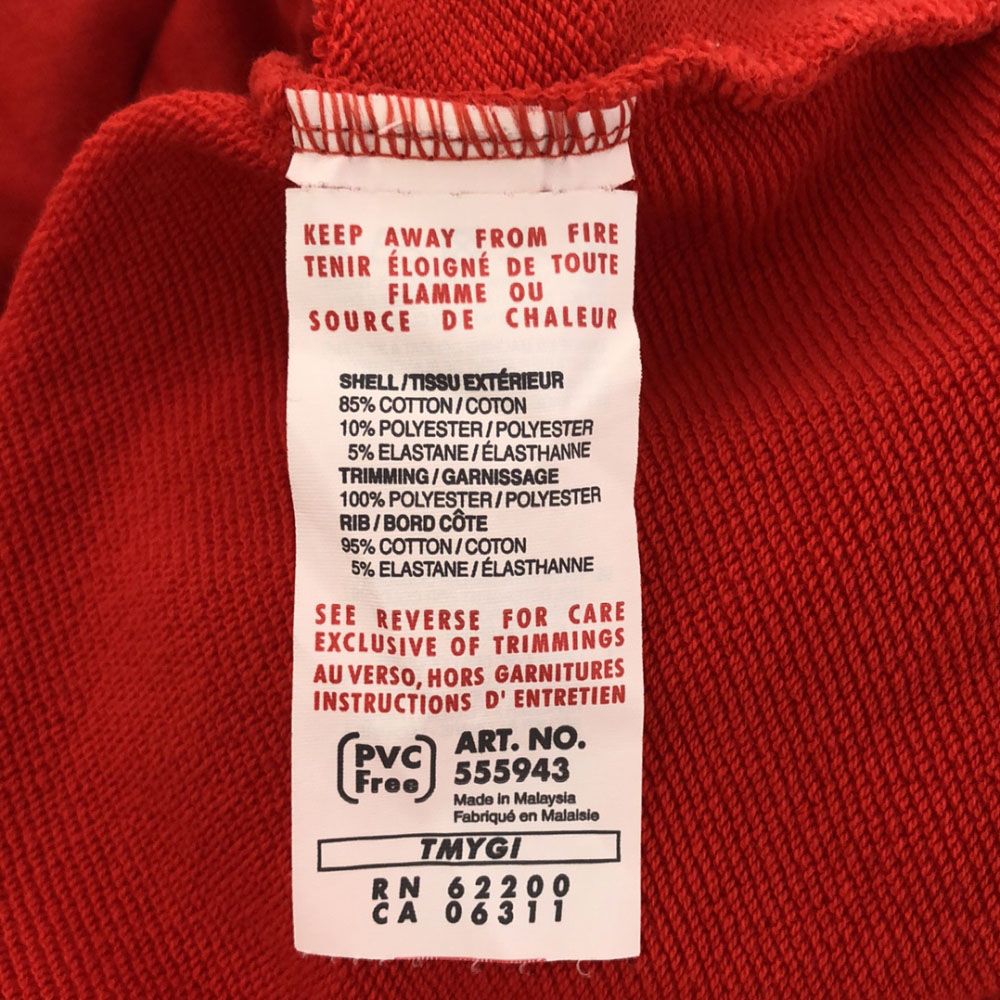 KEEP AWAY FROM FIRE
TENIR ÉLOIGNÉ DE TOUTE
FLAMME OU
SOURCE DE CHALEUR
SHELL/TISSU EXTÉRIEUR
85% COTTON/COTON
10% POLYESTER/POLYESTER
5% ELASTANE/ÉLASTHANNE
TRIMMING/GARNISSAGE
100% POLYESTER/POLYESTER
RIB/BORD CÔTE
95% COTTON/COTON
5% ELASTANE/ÉLASTHANNE
SEE REVERSE FOR CARE
EXCLUSIVE OF TRIMMINGS
AU VERSO, HORS GARNITURES
INSTRUCTIONS D' ENTRETIEN
PVC
Free
ART. NO.
555943
Made in Malaysia
Fabriqué en Malaisie
TMYGI
RN 62200
CA 06311